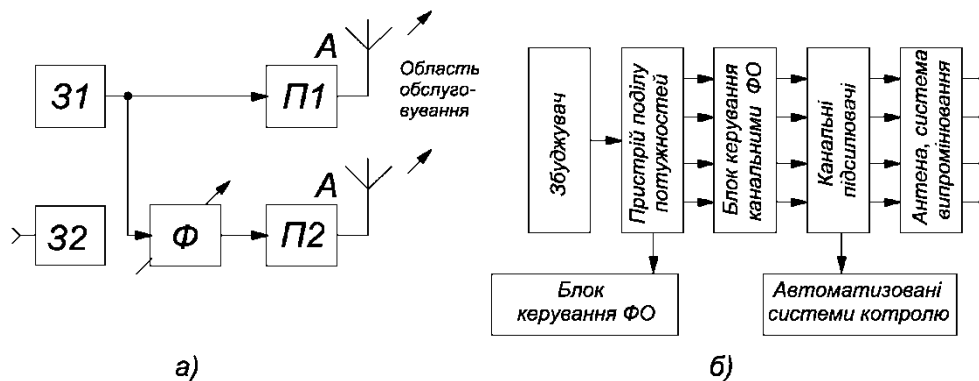 З1
П1
А
Область
обслуго-
вування
З2
Ф
П2
А
а)
Збуджувач
Пристрій поділу
потужностей
Блок керування
канальними ФО
Канальні
підсилювачі
Антена, система
випромінювання
Блок
керування ФО
Автоматизовані
системи котролю
б)